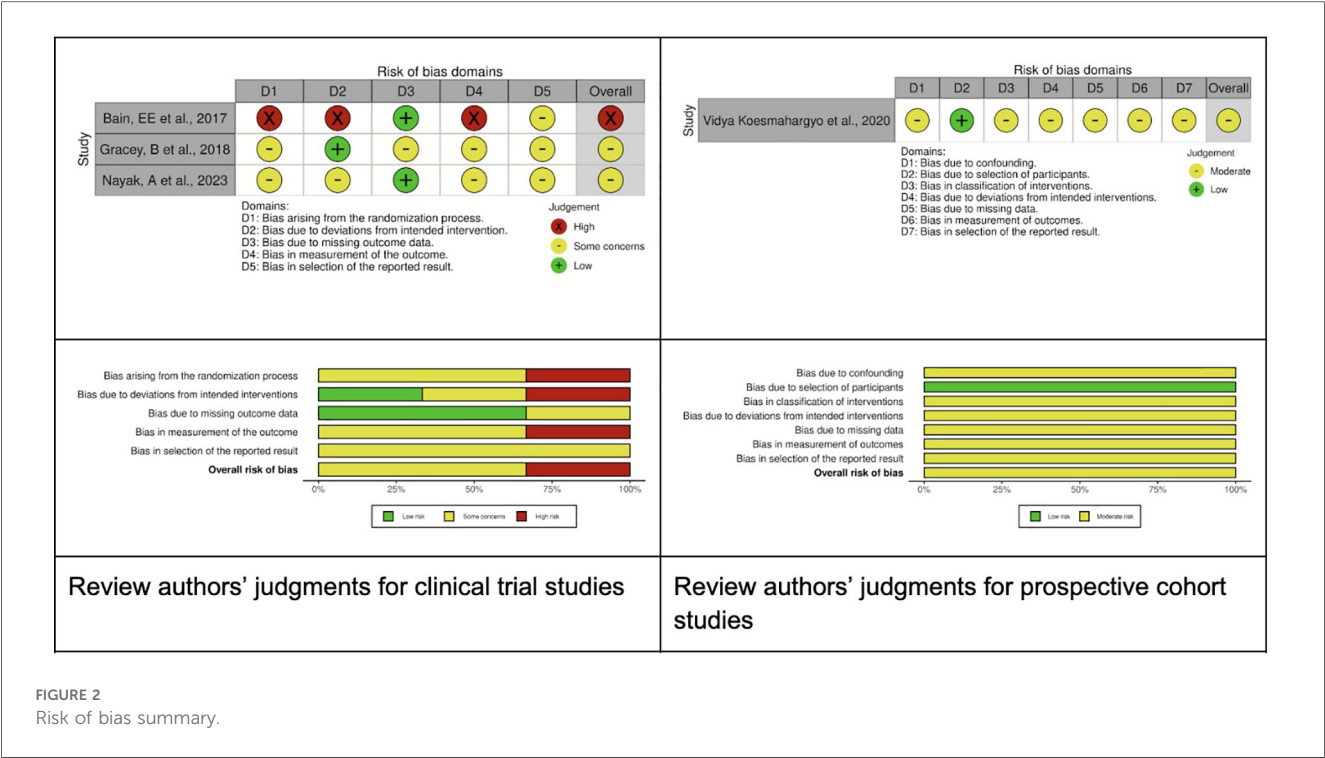 Risk of bias domains
D1 D2 D3 D4 D5 Overall
Study
Bain, EE et al., 2017 X X + X - X
Gracey, B et al., 2018 - + - - - -
Nayak, A et al., 2023 - - + - - -
Domains:
D1: Bias arising from the randomization process.
D2: Bias due to deviations from intended intervention.
D3: Bias due to missing outcome data.
D4: Bias in measurement of the outcome.
D5: Bias in selection of the reported result.
Judgement
X High
- Some concerns
+ Low
Risk of bias domains
D1 D2 D3 D4 D5 D6 D7 Overall
Study
Vidya Koesmahargyo et al., 2020 - + - - - - - -
Domains:
D1: Bias due to confounding.
D2: Bias due to selection of participants.
D3: Bias in classification of interventions.
D4: Bias due to deviations from intended interventions.
D5: Bias due to missing data.
D6: Bias in measurement of outcomes.
D7: Bias in selection of the reported result.
Judgement
- Moderate
+ Low
Bias arising from the randomization process
Bias due to deviations from intended interventions
Bias due to missing outcome data
Bias in measurement of the outcome
Bias in selection of the reported result
Overall risk of bias
0% 25% 50% 75% 100%
Low risk Some concerns High risk
Bias due to confounding
Bias due to selection of participants
Bias in classification of interventions
Bias due to deviations from intended interventions
Bias due to missing data
Bias in measurement of outcomes
Bias in selection of the reported result
Overall risk of bias
0% 25% 50% 75% 100%
Low risk Moderate risk
Review authors’ judgments for clinical trial studies
Review authors’ judgments for prospective cohort
studies
FIGURE 2
Risk of bias summary.